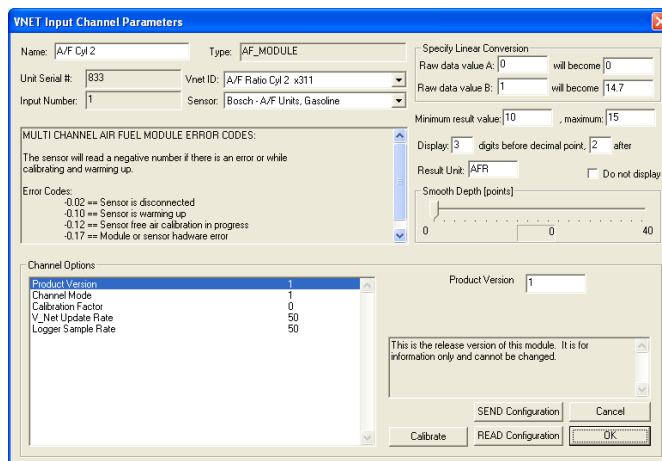 VNET Input Channel Parameters
Name: A/F Cyl 2 Type: AF_MODULE
Unit Serial #: 833 Vnet ID: A/F Ratio Cyl 2 x311
Input Number: 1 Sensor: Bosch - A/F Units, Gasoline
MULTI CHANNEL AIR FUEL MODULE ERROR CODES:
The sensor will read a negative number if there is an error or while
calibrating and warming up.
Error Codes:
-0.02 == Sensor is disconnected
-0.10 == Sensor is warming up
-0.12 == Sensor free air calibration in progress
-0.17 == Module or sensor hadware error
Specify Linear Conversion
Raw data value A: 0 will become 0
Raw data value B: 1 will become 14.7
Minimum result value: 10 , maximum: 15
Display: 3 digits before decimal point, 2 after
Result Unit: AFR Do not display
Smooth Depth [points]
0 0 40
Channel Options
Product Version 1
Channel Mode 1
Calibration Factor 0
V_Net Update Rate 50
Logger Sample Rate 50
Product Version 1
This is the release version of this module. It is for
information only and cannot be changed.
SEND Configuration Cancel
Calibrate READ Configuration OK